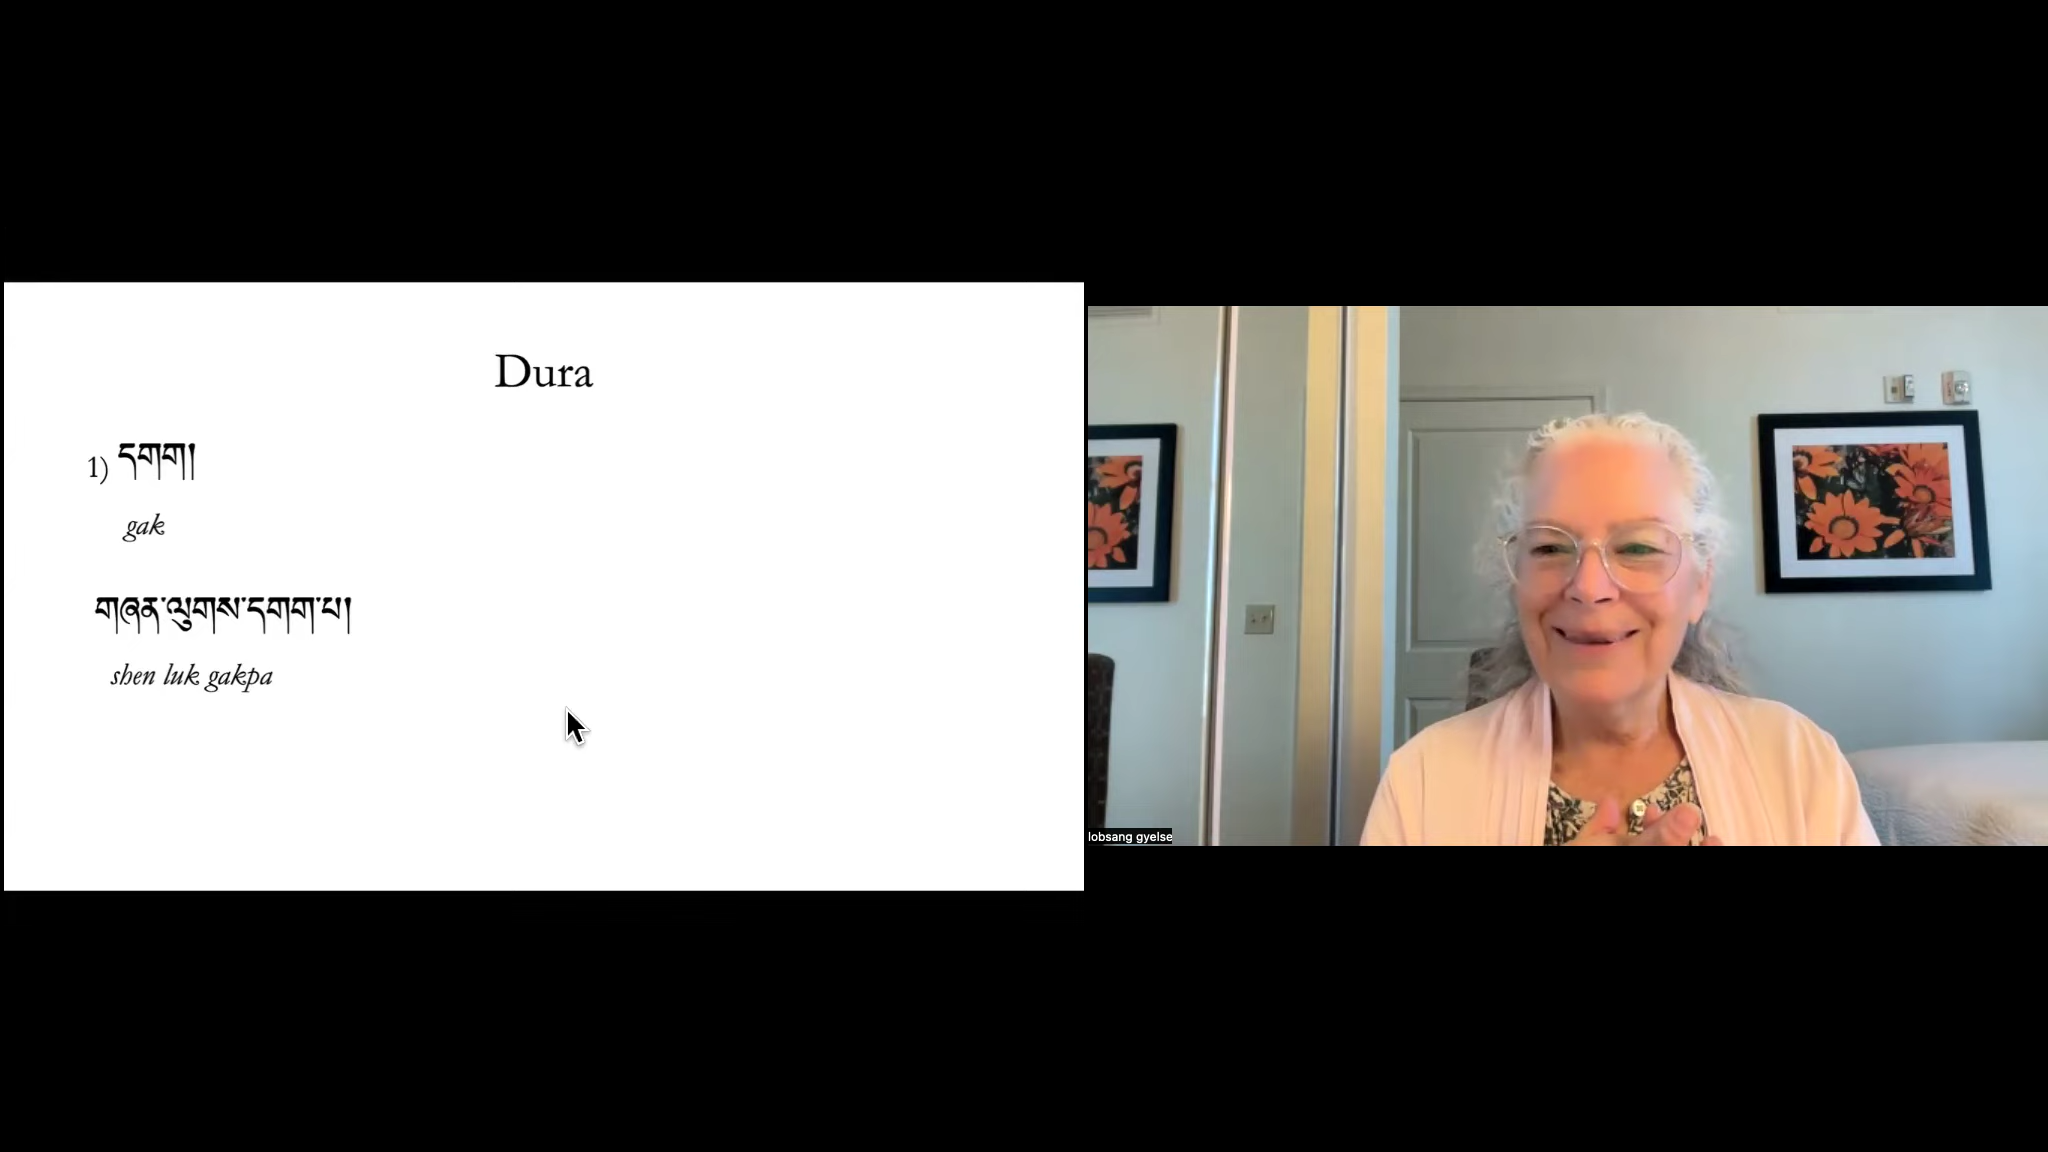 Dura
1) དགག།
gak
གཞན་ལུགས་དགག་པ།
shen luk gakpa
lobsang gyelse